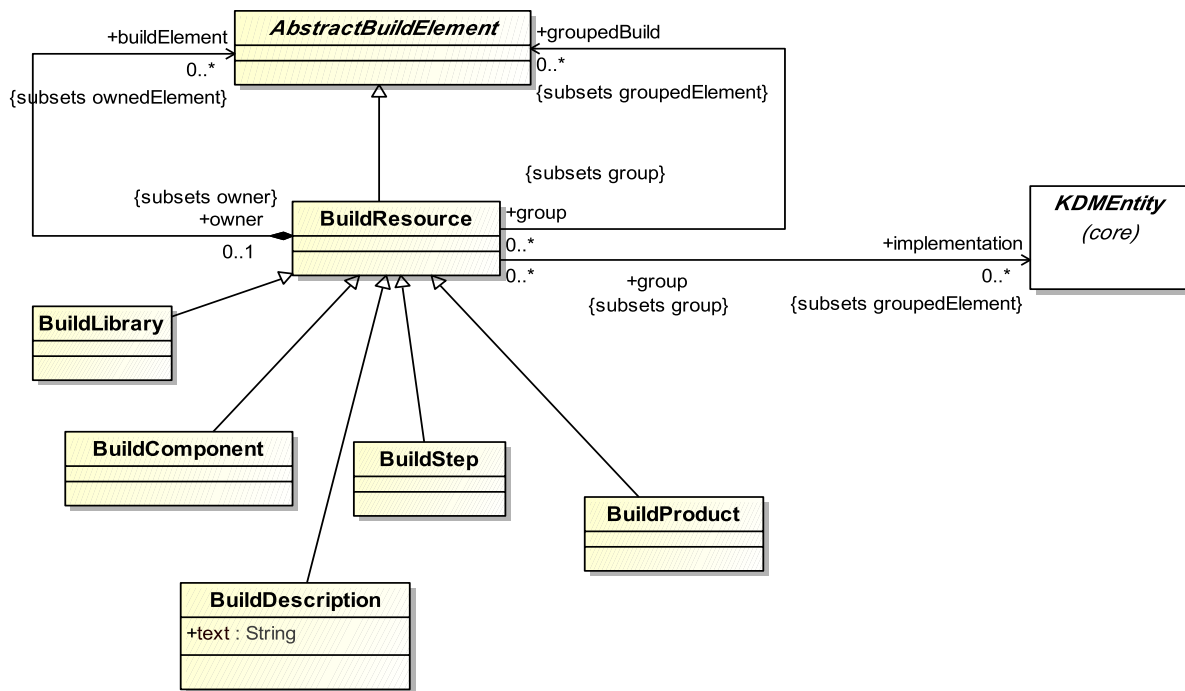 AbstractBuildElement
+buildElement
0..*
{subsets ownedElement}
+groupedBuild
0..*
{subsets groupedElement}
{subsets group}
{subsets owner}
+owner
0..1
BuildResource
+group
0..*
0..*
+group
{subsets group}
+implementation
0..*
{subsets groupedElement}
KDMEntity
(core)
BuildLibrary
BuildComponent
BuildStep
BuildProduct
BuildDescription
+text : String